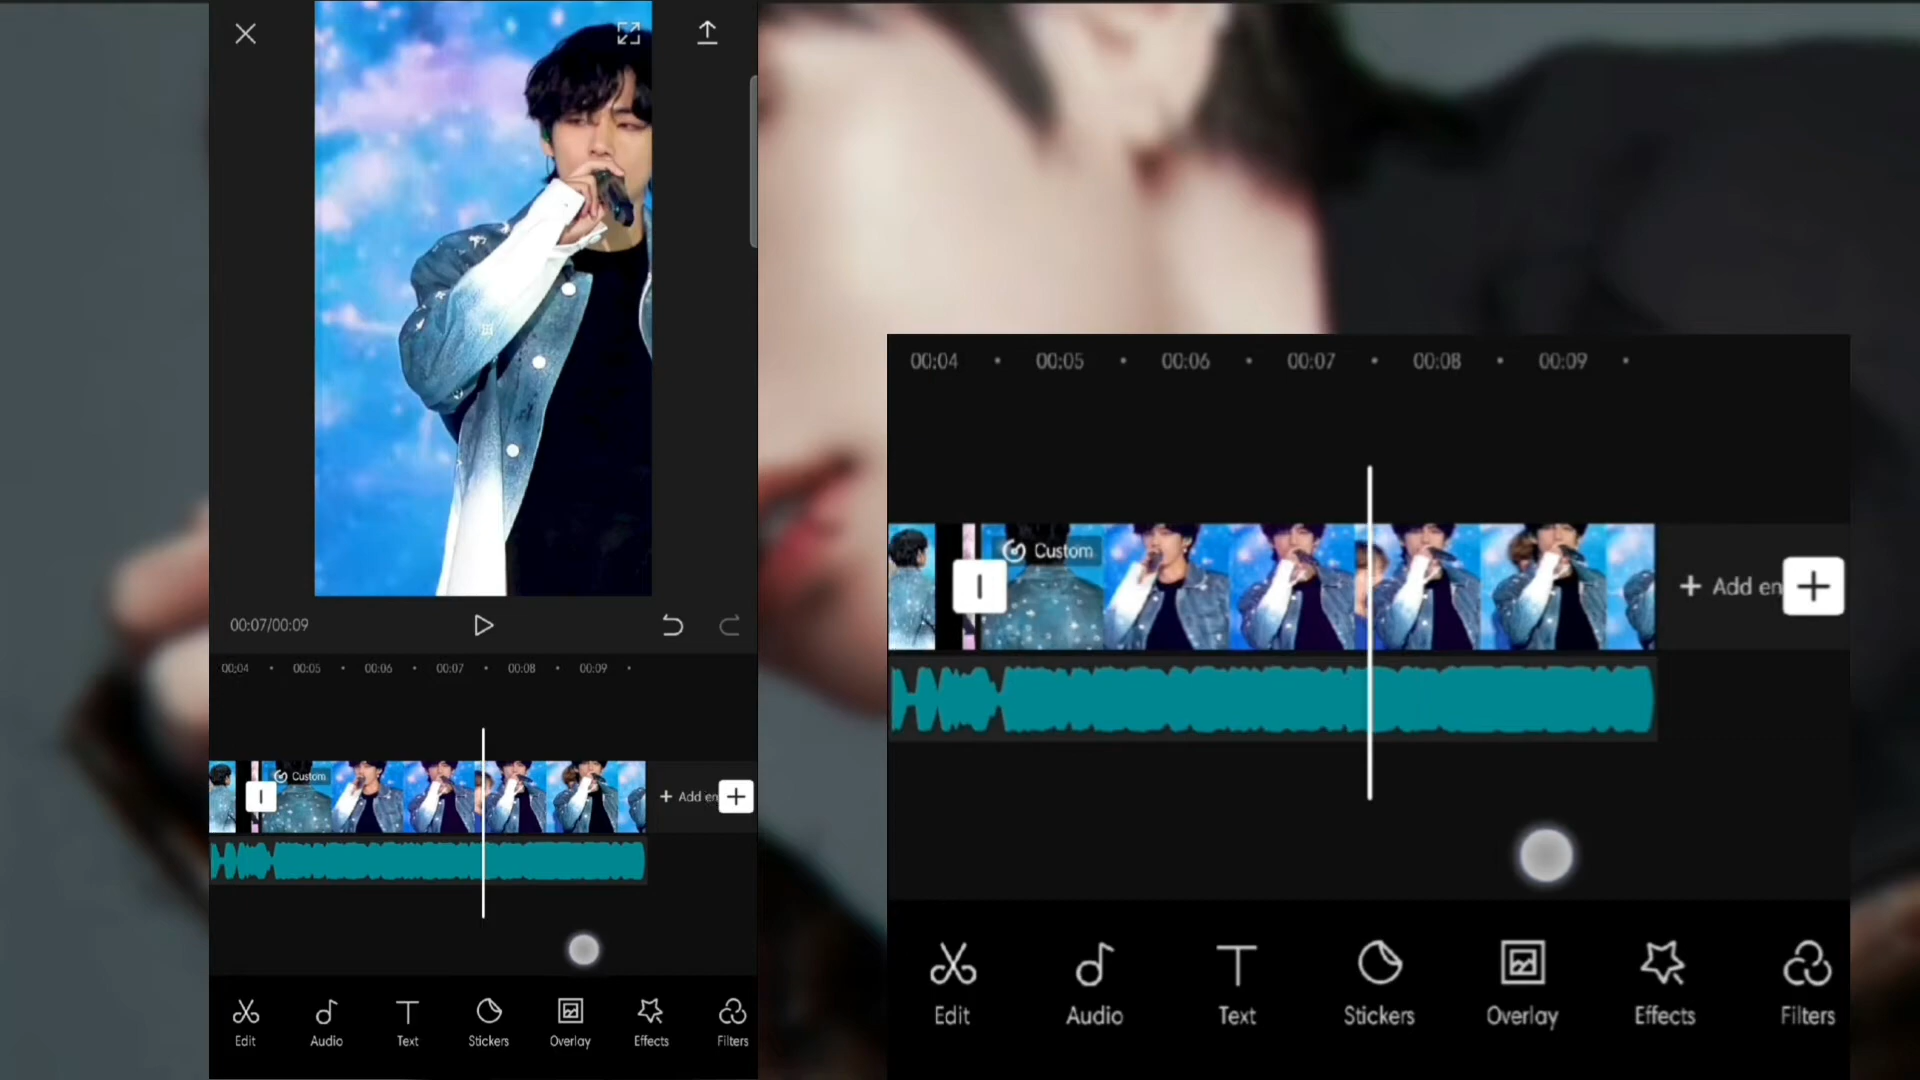 00:07/00:09
00:04 00:05 00:06 00:07 00:08 00:09
Custom
+ Add en
Edit Audio Text Stickers Overlay Effects Filters
00:04 00:05 00:06 00:07 00:08 00:09
Custom
+ Add en
Edit Audio Text Stickers Overlay Effects Filters